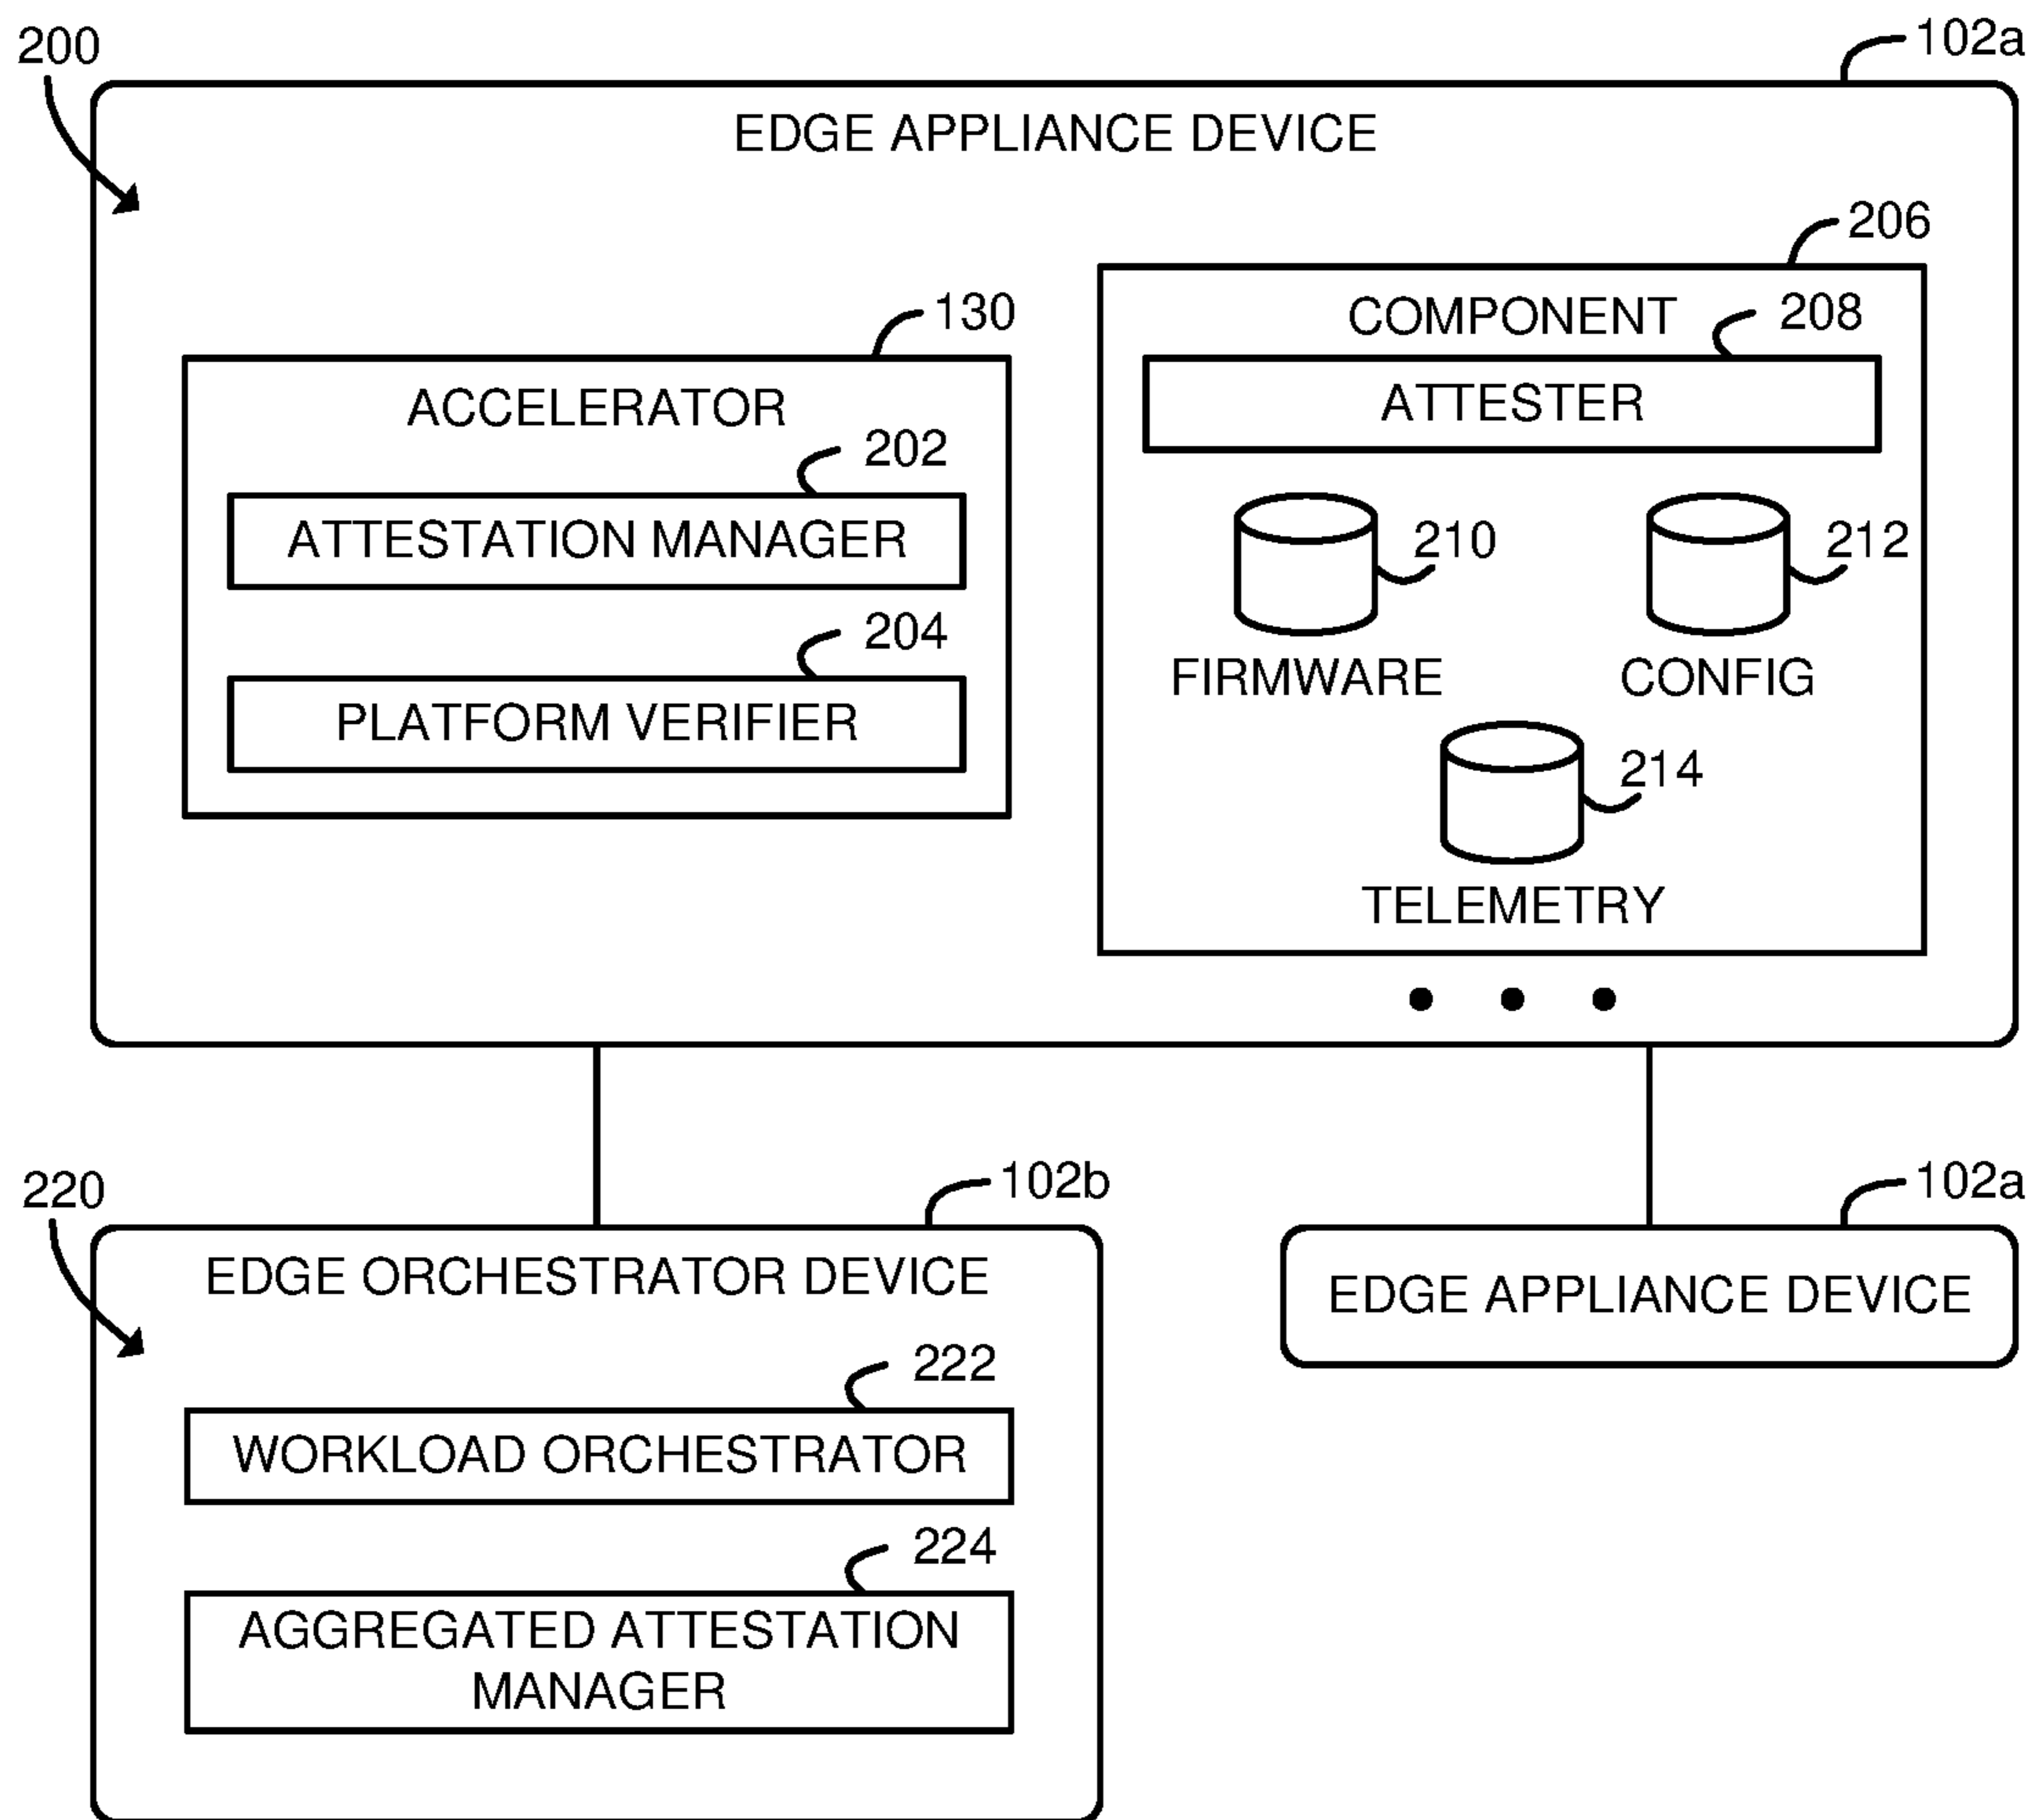 200
102a
EDGE APPLIANCE DEVICE
206
130
COMPONENT
208
ACCELERATOR
ATTESTER
202
ATTESTATION MANAGER
210
212
204
FIRMWARE
CONFIG
PLATFORM VERIFIER
214
TELEMETRY
220
102b
102a
EDGE ORCHESTRATOR DEVICE
EDGE APPLIANCE DEVICE
222
WORKLOAD ORCHESTRATOR
224
AGGREGATED ATTESTATION
MANAGER